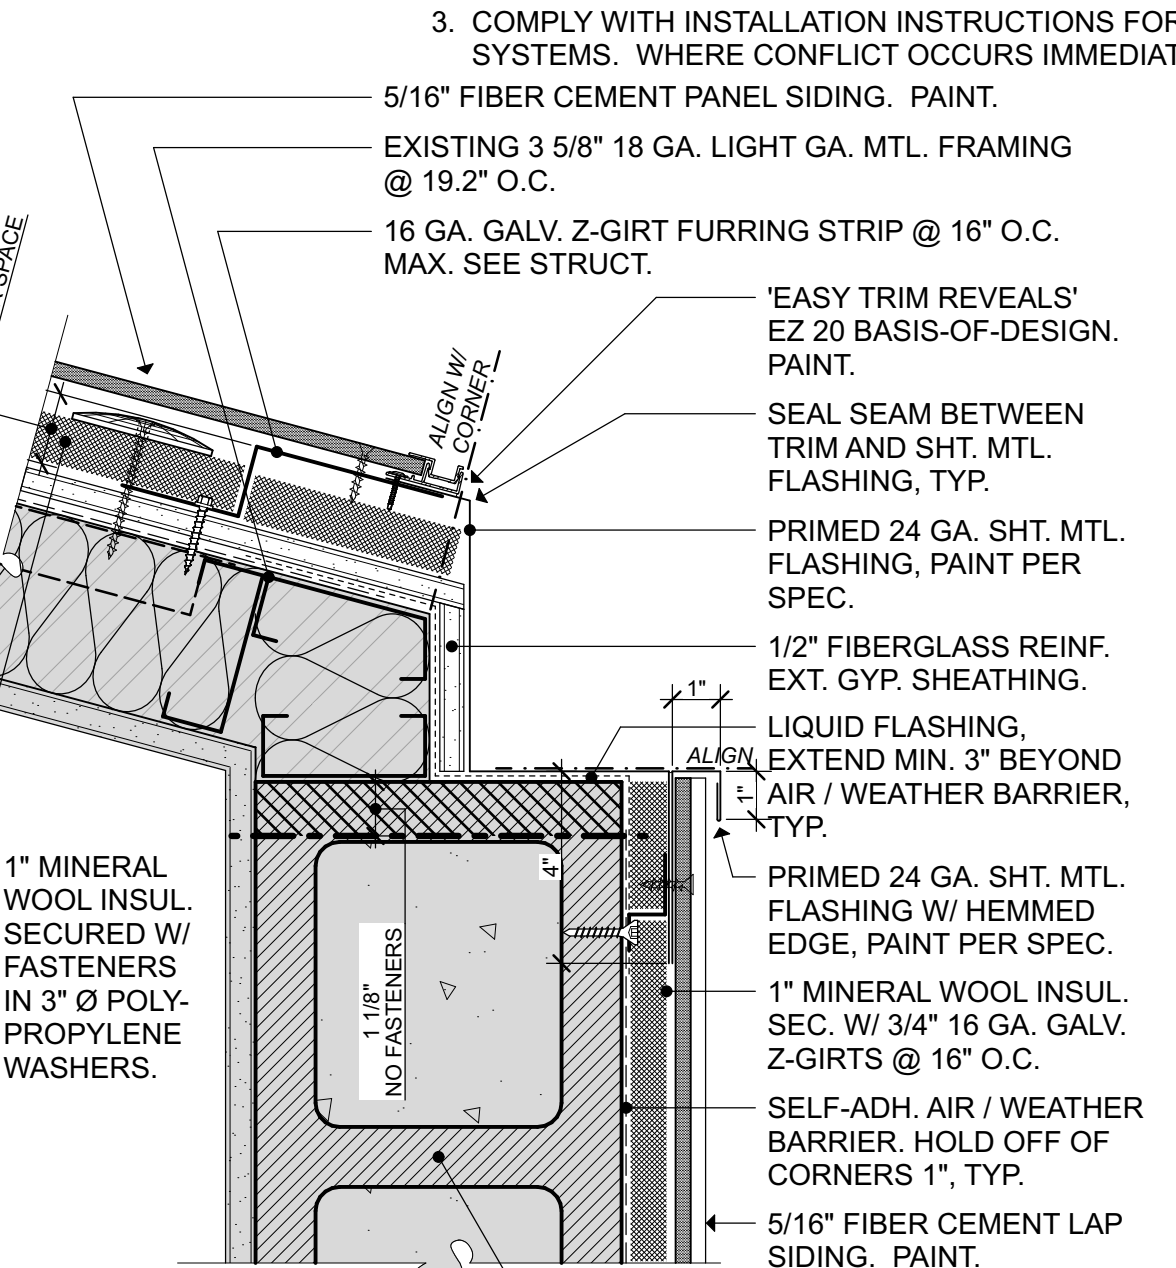 3. COMPLY WITH INSTALLATION INSTRUCTIONS FOR
SYSTEMS. WHERE CONFLICT OCCURS IMMEDIAT
5/16" FIBER CEMENT PANEL SIDING. PAINT.
EXISTING 3 5/8" 18 GA. LIGHT GA. MTL. FRAMING
@ 19.2" O.C.
16 GA. GALV. Z-GIRT FURRING STRIP @ 16" O.C.
MAX. SEE STRUCT.
SPACE
'EASY TRIM REVEALS'
EZ 20 BASIS-OF-DESIGN.
PAINT.
ALIGN W/
CORNER
SEAL SEAM BETWEEN
TRIM AND SHT. MTL.
FLASHING, TYP.
PRIMED 24 GA. SHT. MTL.
FLASHING, PAINT PER
SPEC.
1/2" FIBERGLASS REINF.
EXT. GYP. SHEATHING.
1"
LIQUID FLASHING,
EXTEND MIN. 3" BEYOND
AIR / WEATHER BARRIER,
TYP.
ALIGN
1"
4"
PRIMED 24 GA. SHT. MTL.
FLASHING W/ HEMMED
EDGE, PAINT PER SPEC.
1 1/8"
NO FASTENERS
1" MINERAL
WOOL INSUL.
SECURED W/
FASTENERS
IN 3" Ø POLY-
PROPYLENE
WASHERS.
1" MINERAL WOOL INSUL.
SEC. W/ 3/4" 16 GA. GALV.
Z-GIRTS @ 16" O.C.
SELF-ADH. AIR / WEATHER
BARRIER. HOLD OFF OF
CORNERS 1", TYP.
5/16" FIBER CEMENT LAP
SIDING. PAINT.